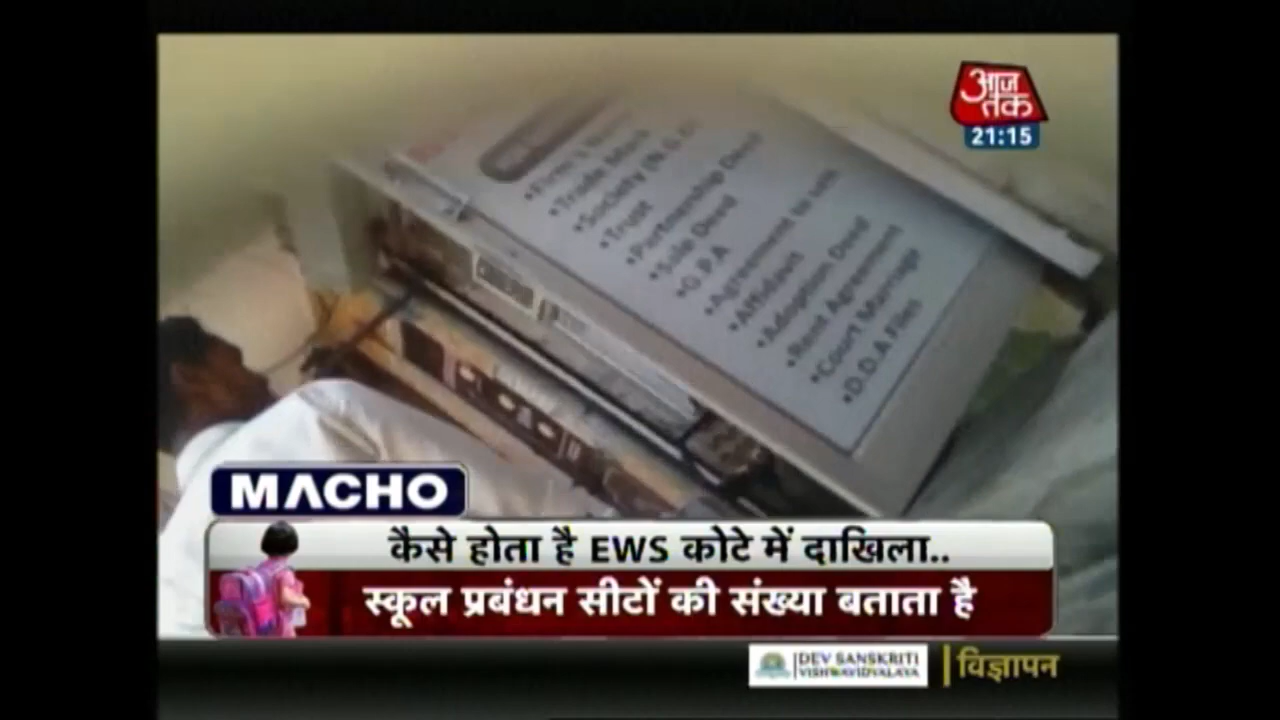 आज
तक
21:15
•Trade Mark
•Society (N.G.O
•Trust
•Partnership Deed
•Sale Deed
•G.P.A
•Agreement to sell
•Affidavit
•Adoption Deed
•Rent Agreement
•Court Marriage
•D.D.A Files
MACHO
कैसे होता है EWS कोटे में दाखिला..
स्कूल प्रबंधन सीटों की संख्या बताता है
DEV SANSKRITI
VISHWAVIDYALAYA
विज्ञापन